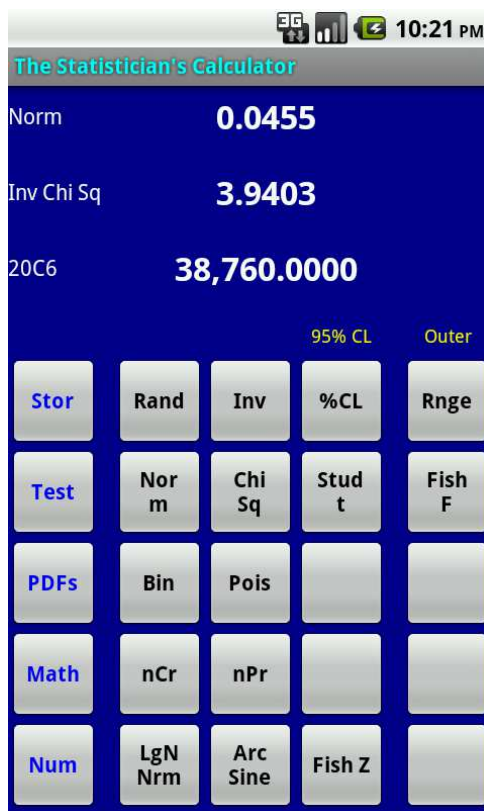 3G 10:21 PM
The Statistician's Calculator
Norm 0.0455
Inv Chi Sq 3.9403
20C6 38,760.0000
95% CL Outer
Stor Rand Inv %CL Rnge
Test Nor
m Chi
Sq Stud
t Fish
F
PDFs Bin Pois
Math nCr nPr
Num LgN
Nrm Arc
Sine Fish Z